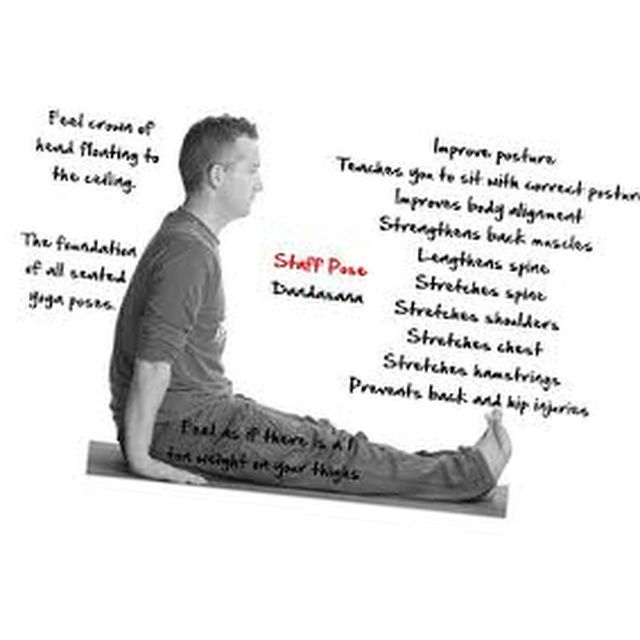 Feel crown of
head floating to
the ceiling.
The foundation
of all seated
yoga poses.
Staff Pose
Dandasana
Improve posture
Teaches you to sit with correct posture
Improves body alignment
Strengthens back muscles
Lengthens spine
Stretches spine
Stretches shoulders
Stretches chest
Stretches hamstrings
Prevents back and hip injuries
Feel as if there is a 1
ton weight on your thighs